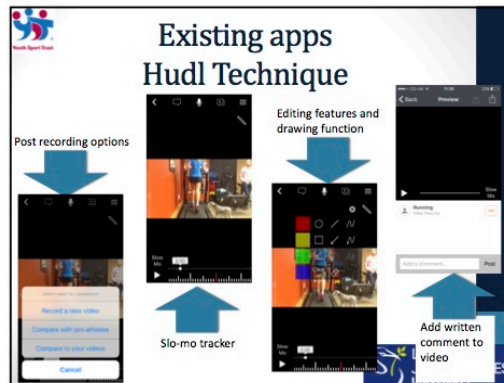 Youth Sport Trust
Existing apps
Hudl Technique
Post recording options
Record a new video
Compare with pro athletes
Compare to your videos
Cancel
Slow
Mo
Slo-mo tracker
Editing features and
drawing function
Slow
Mo
Back
Preview
Running
Add a comment...
Post
Add written
comment to
video